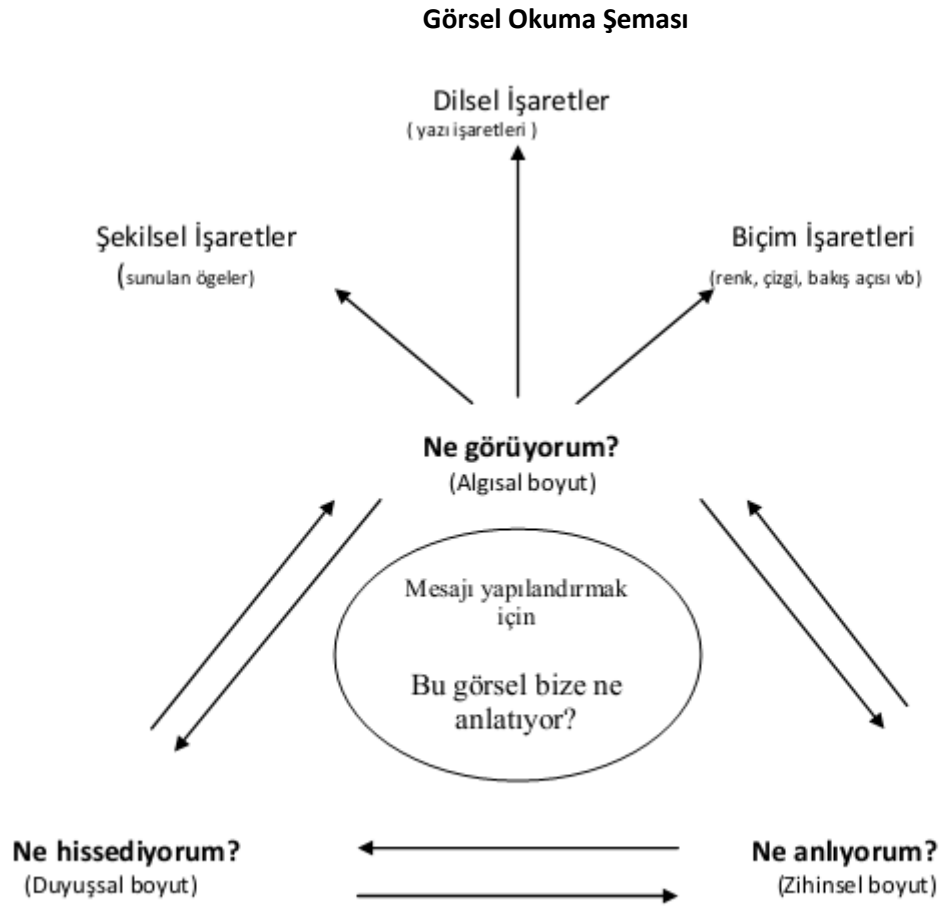 Görsel Okuma Şeması
Dilsel İşaretler
( yazı işaretleri )
Şekilsel İşaretler
(sunulan ögeler)
Biçim İşaretleri
(renk, çizgi, bakış açısı vb)
Ne görüyorum?
(Algısal boyut)
Mesajı yapılandırmak
için
Bu görsel bize ne
anlatıyor?
Ne hissediyorum?
(Duyuşsal boyut)
Ne anlıyorum?
(Zihinsel boyut)